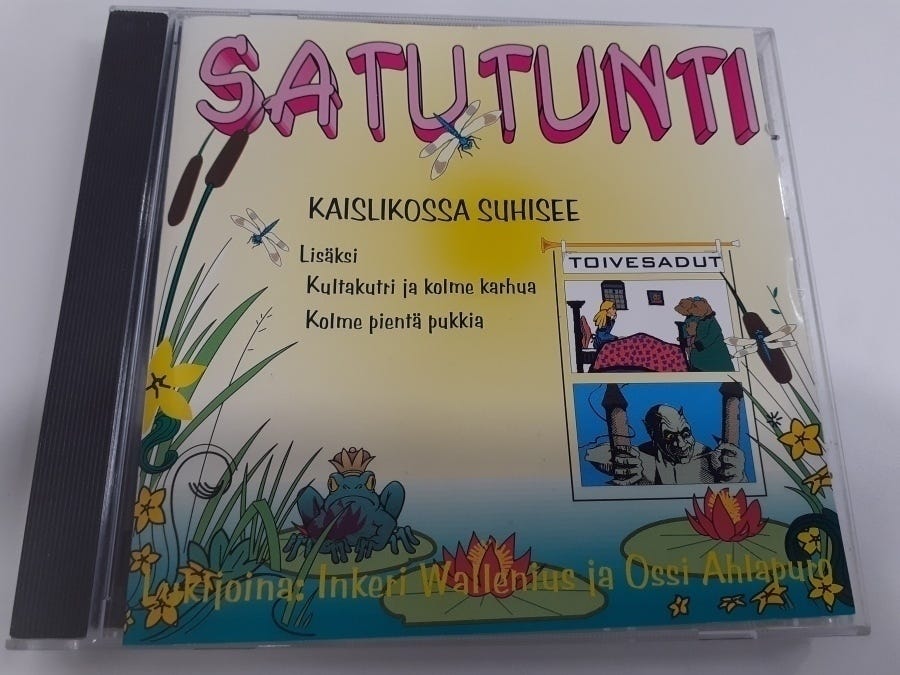 SATUTUNTI
KAISLIKOSSA SUHISEE
Lisäksi
Kultakutri ja kolme karhua
Kolme pientä pukkia
TOIVESADUT
Lukijoina: Inkeri Wallenius ja Ossi Ahlapuro